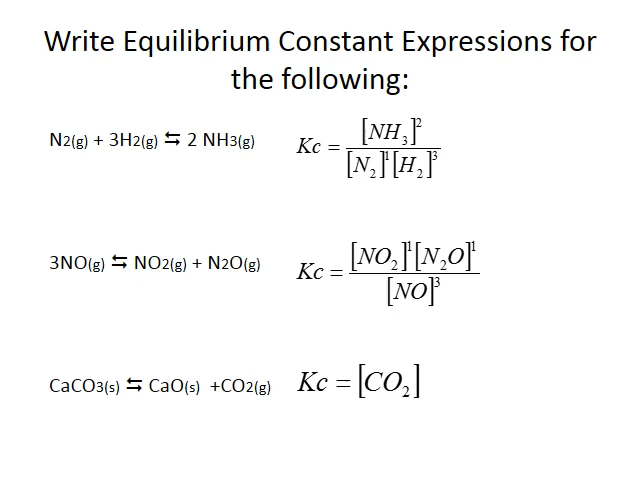 Write Equilibrium Constant Expressions for
the following:
N2(g) + 3H2(g) ⇆ 2 NH3(g)
Kc = [NH₃]² / [N₂]¹[H₂]³
3NO(g) ⇆ NO2(g) + N2O(g)
Kc = [NO₂]¹[N₂O]¹ / [NO]³
CaCO3(s) ⇆ CaO(s) +CO2(g)
Kc = [CO₂]